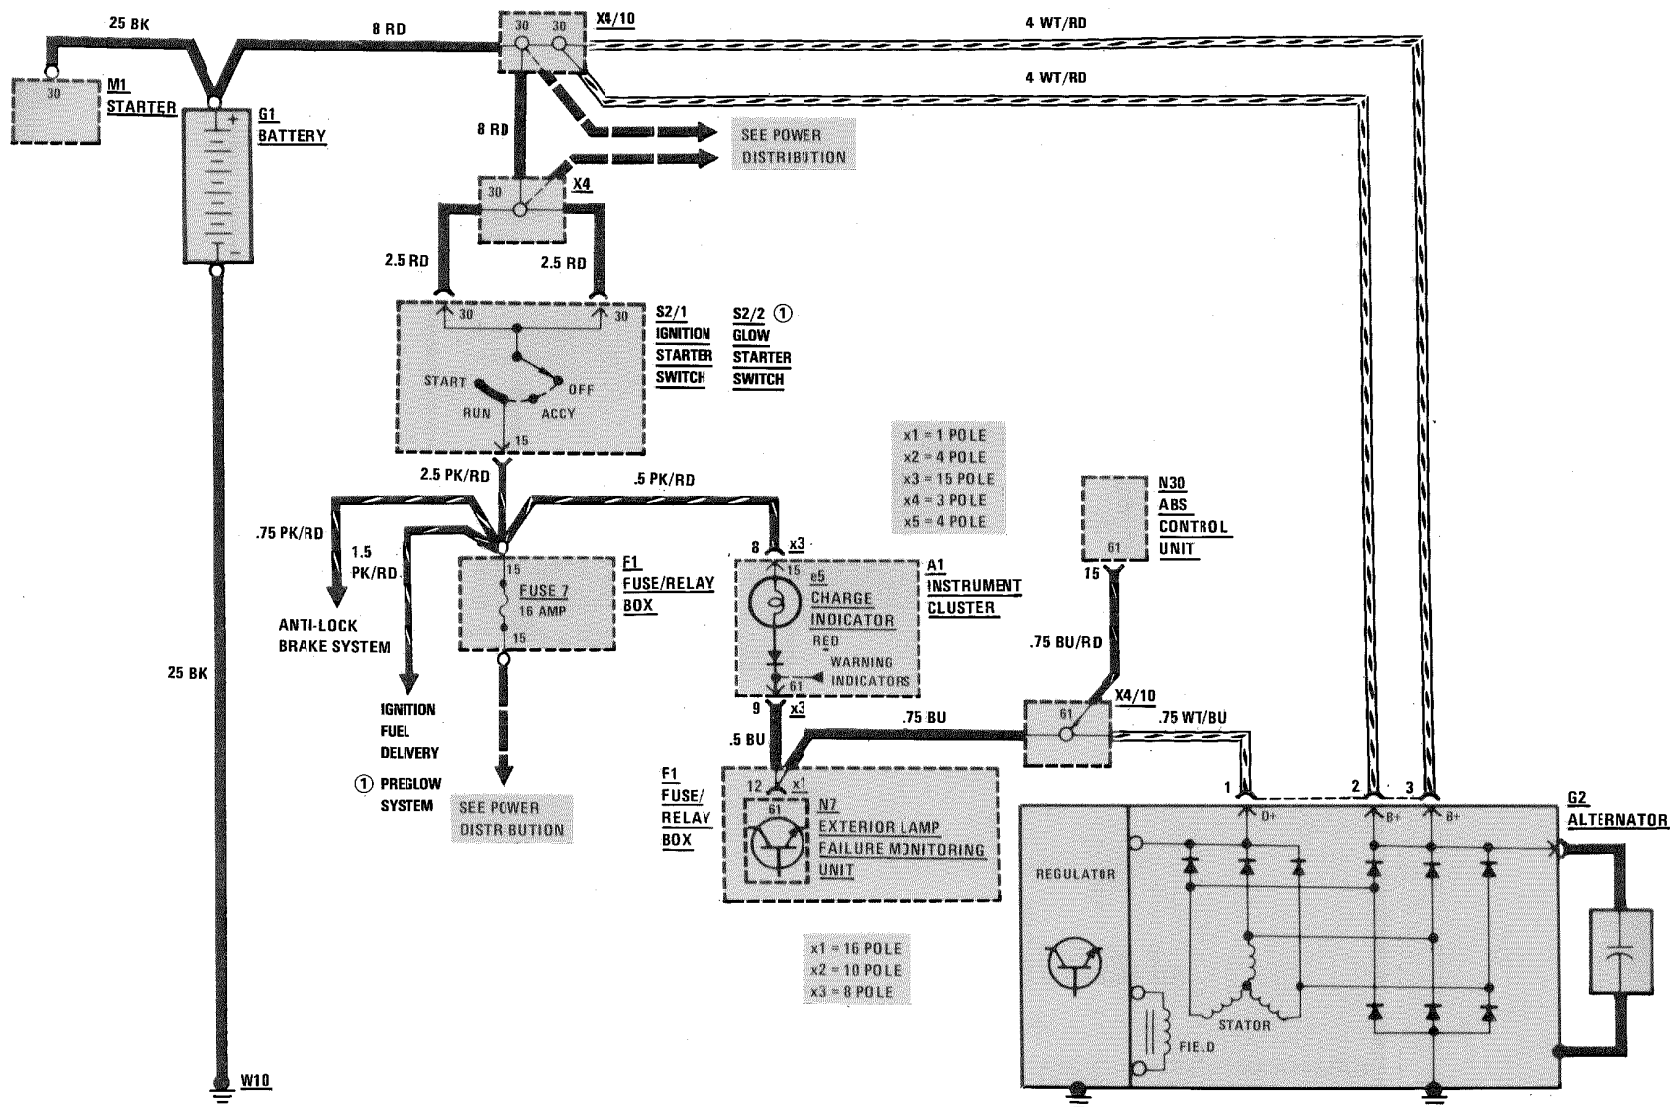 25 BK
8 RD
X4/10
30 30
4 WT/RD
4 WT/RD
M1
STARTER
30
G1
BATTERY
+
-
8 RD
SEE POWER
DISTRIBUTION
X4
30
2.5 RD
2.5 RD
30
30
S2/1
IGNITION
STARTER
SWITCH
S2/2 ①
GLOW
STARTER
SWITCH
START
OFF
RUN
ACCY
15
2.5 PK/RD
.5 PK/RD
x1 = 1 POLE
x2 = 4 POLE
x3 = 15 POLE
x4 = 3 POLE
x5 = 4 POLE
N30
ABS
CONTROL
UNIT
61
15
.75 PK/RD
1.5
PK/RD
8 x3
15
F1
FUSE/RELAY
BOX
15
FUSE 7
16 AMP
15
A1
INSTRUMENT
CLUSTER
e5
CHARGE
INDICATOR
RED
WARNING
INDICATORS
61
ANTI-LOCK
BRAKE SYSTEM
.75 BU/RD
25 BK
9 x3
X4/10
61
.75 BU
.75 WT/BU
.5 BU
IGNITION
FUEL
DELIVERY
① PREGLOW
SYSTEM
SEE POWER
DISTRIBUTION
F1
FUSE/
RELAY
BOX
12 x1
61
N7
EXTERIOR LAMP
FAILURE MONITORING
UNIT
1 2 3
D+ B+ B+
G2
ALTERNATOR
REGULATOR
x1 = 16 POLE
x2 = 10 POLE
x3 = 8 POLE
STATOR
FIELD
W10